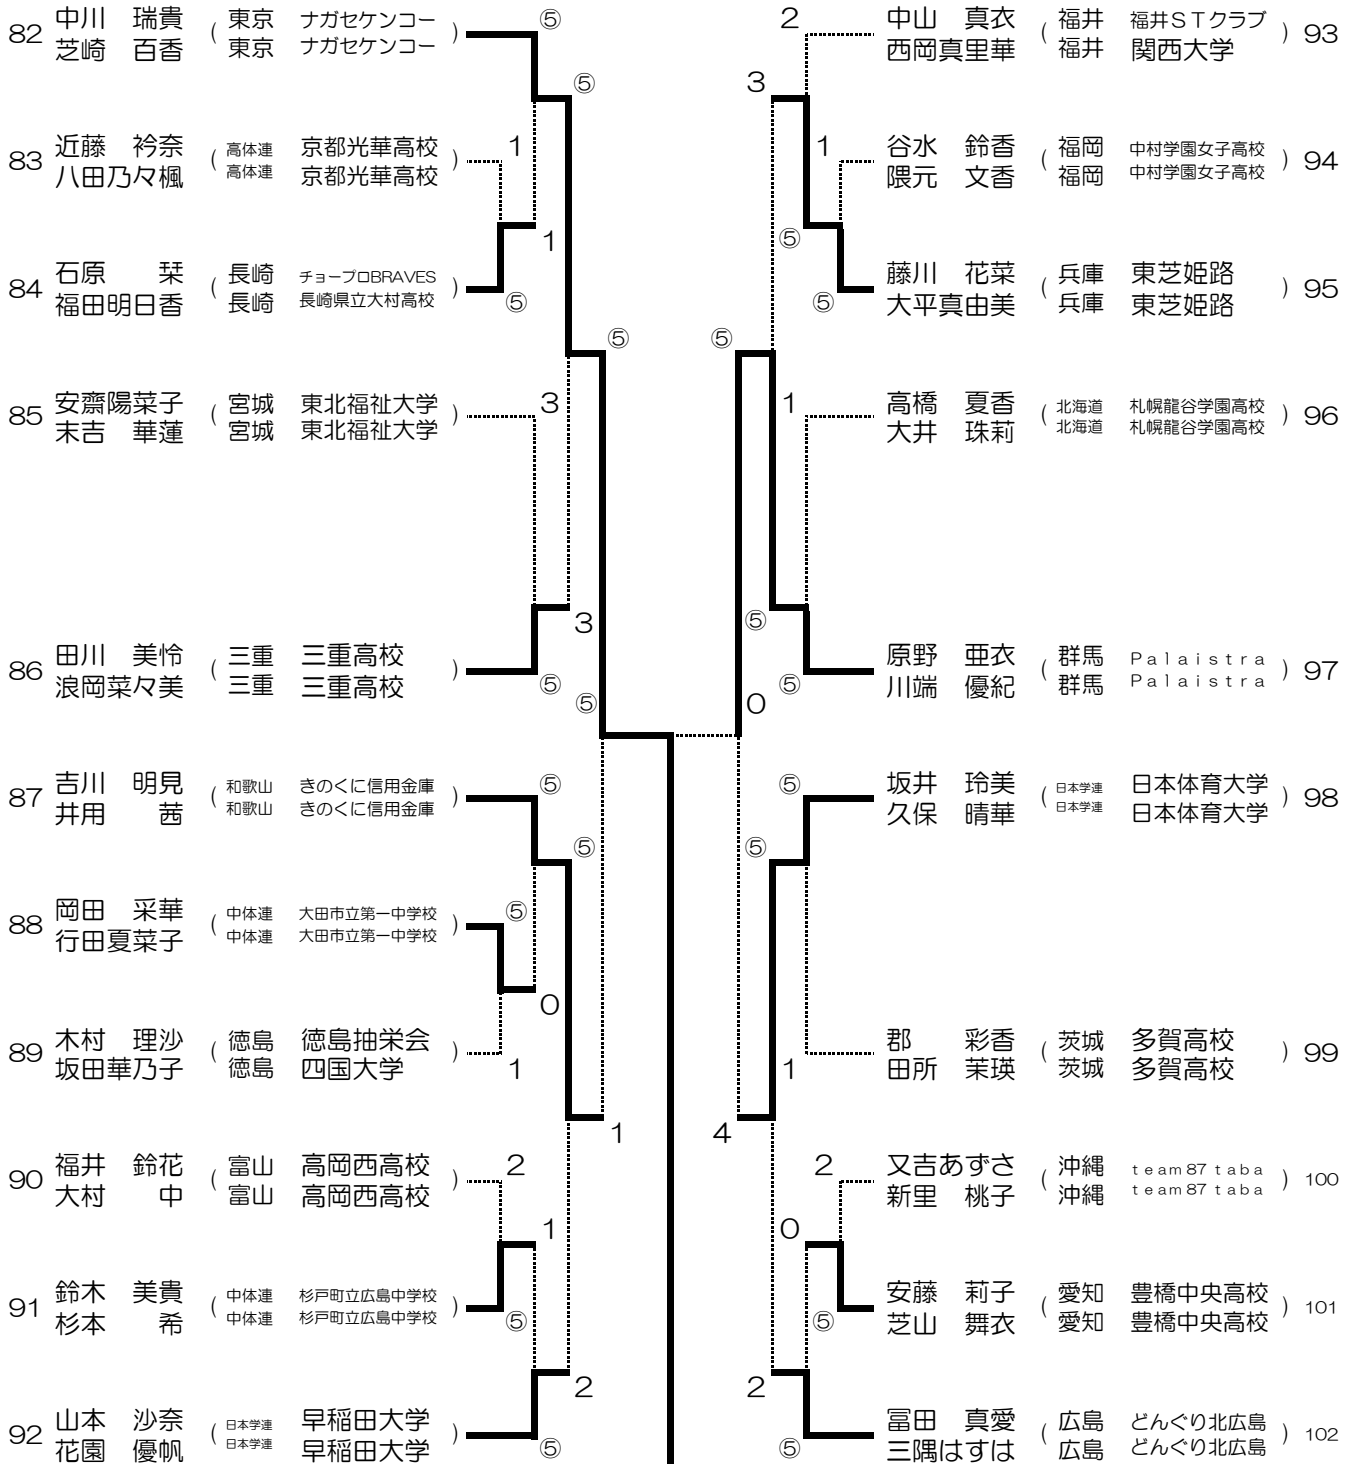 82 中川　瑞貴 ( 東京　ナガセケンコー ) ⑤
芝崎　百香 ( 東京　ナガセケンコー )
⑤
83 近藤　衿奈 ( 高体連　京都光華高校 ) 1
八田乃々楓 ( 高体連　京都光華高校 )
1
84 石原　　栞 ( 長崎　チョープロBRAVES )
福田明日香 ( 長崎　長崎県立大村高校 ) ⑤
⑤
85 安齋陽菜子 ( 宮城　東北福祉大学 ) 3
末吉　華蓮 ( 宮城　東北福祉大学 )
3
86 田川　美怜 ( 三重　三重高校 )
浪岡菜々美 ( 三重　三重高校 ) ⑤
⑤
87 吉川　明見 ( 和歌山　きのくに信用金庫 ) ⑤
井用　　茜 ( 和歌山　きのくに信用金庫 )
⑤
88 岡田　采華 ( 中体連　大田市立第一中学校 ) ⑤
行田夏菜子 ( 中体連　大田市立第一中学校 )
0
89 木村　理沙 ( 徳島　徳島抽栄会 )
坂田華乃子 ( 徳島　四国大学 ) 1
1
90 福井　鈴花 ( 富山　高岡西高校 ) 2
大村　　中 ( 富山　高岡西高校 )
1
91 鈴木　美貴 ( 中体連　杉戸町立広島中学校 )
杉本　　希 ( 中体連　杉戸町立広島中学校 ) ⑤
2
92 山本　沙奈 ( 日本学連　早稲田大学 )
花園　優帆 ( 日本学連　早稲田大学 ) ⑤
2 中山　真衣 ( 福井　福井ＳＴクラブ ) 93
西岡真里華 ( 福井　関西大学 )
3
1 谷水　鈴香 ( 福岡　中村学園女子高校 ) 94
隈元　文香 ( 福岡　中村学園女子高校 )
⑤
藤川　花菜 ( 兵庫　東芝姫路 ) 95
⑤ 大平真由美 ( 兵庫　東芝姫路 )
⑤
1 高橋　夏香 ( 北海道　札幌龍谷学園高校 ) 96
大井　珠莉 ( 北海道　札幌龍谷学園高校 )
⑤
原野　亜衣 ( 群馬　Ｐａｌａｉｓｔｒａ ) 97
⑤ 川端　優紀 ( 群馬　Ｐａｌａｉｓｔｒａ )
0
⑤ 坂井　玲美 ( 日本学連　日本体育大学 ) 98
久保　晴華 ( 日本学連　日本体育大学 )
⑤
郡　　彩香 ( 茨城　多賀高校 ) 99
1 田所　茉瑛 ( 茨城　多賀高校 )
4
2 又吉あずさ ( 沖縄　ｔｅａｍ87 ｔａｂａ ) 100
新里　桃子 ( 沖縄　ｔｅａｍ87 ｔａｂａ )
0
安藤　莉子 ( 愛知　豊橋中央高校 ) 101
⑤ 芝山　舞衣 ( 愛知　豊橋中央高校 )
2
冨田　真愛 ( 広島　どんぐり北広島 ) 102
⑤ 三隅はすは ( 広島　どんぐり北広島 )